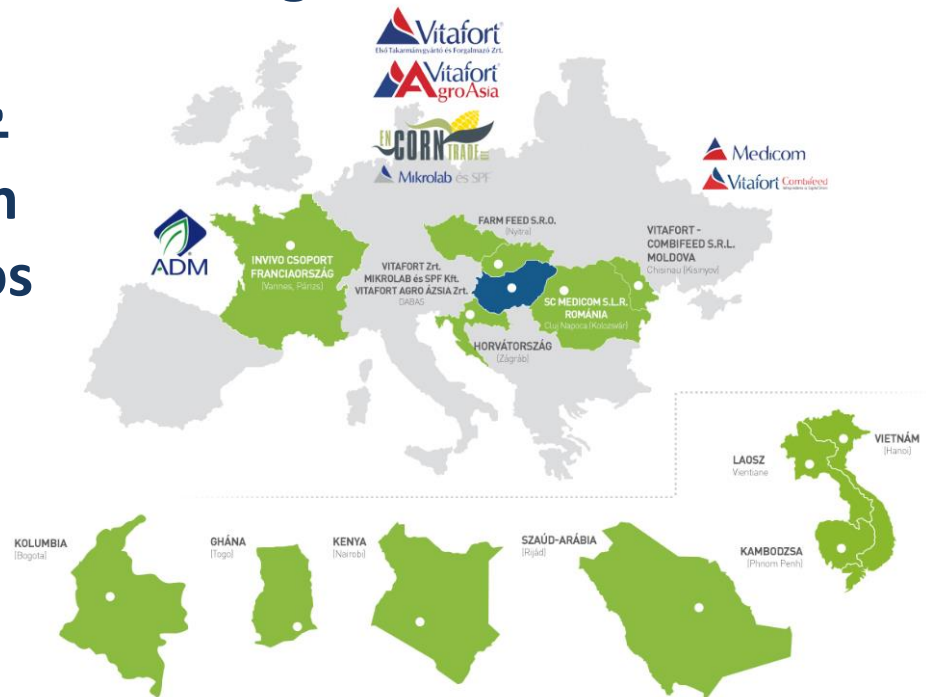 Vitafort
Első Takarmánygyártó és Forgalmazó Zrt.
Vitafort
AgroAsia
EN
CORN
TRADE
Mikrolab és SPF
Medicom
Vitafort Combifeed
ADM
FARM FEED S.R.O.
(Nyitra)
VITAFORT -
COMBIFEED S.R.L.
MOLDOVA
Chisinau (Kisinyov)
INVIVO CSOPORT
FRANCIAORSZÁG
(Vannes, Párizs)
VITAFORT Zrt.
MIKROLAB és SPF Kft.
VITAFORT AGRO ÁZSIA Zrt.
DABAS
SC MEDICOM S.L.R.
ROMÁNIA
Cluj Napoca (Kolozsvár)
HORVÁTORSZÁG
(Zágráb)
VIETNÁM
(Hanoi)
LAOSZ
Vientiane
KAMBODZSA
(Phnom Penh)
KOLUMBIA
(Bogota)
GHÁNA
(Togo)
KENYA
(Nairobi)
SZAÚD-ARÁBIA
(Rijád)